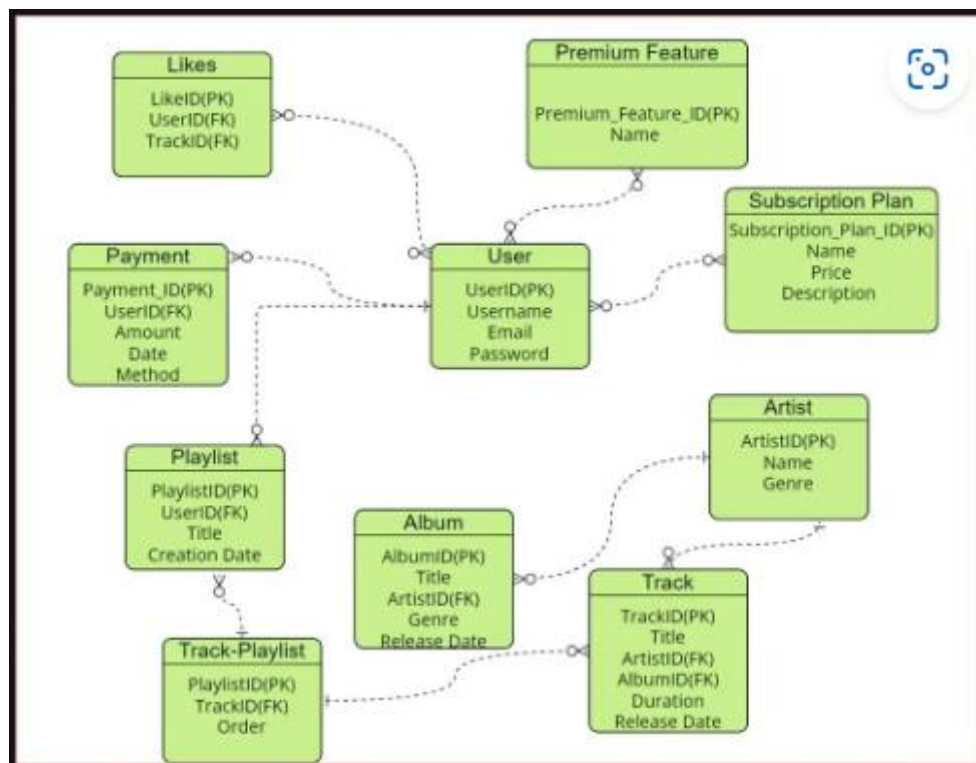 Likes
LikeID(PK)
UserID(FK)
TrackID(FK)
Premium Feature
Premium_Feature_ID(PK)
Name
Subscription Plan
Subscription_Plan_ID(PK)
Name
Price
Description
Payment
Payment_ID(PK)
UserID(FK)
Amount
Date
Method
User
UserID(PK)
Username
Email
Password
Artist
ArtistID(PK)
Name
Genre
Playlist
PlaylistID(PK)
UserID(FK)
Title
Creation Date
Album
AlbumID(PK)
Title
ArtistID(FK)
Genre
Release Date
Track
TrackID(PK)
Title
ArtistID(FK)
AlbumID(FK)
Duration
Release Date
Track-Playlist
PlaylistID(PK)
TrackID(FK)
Order